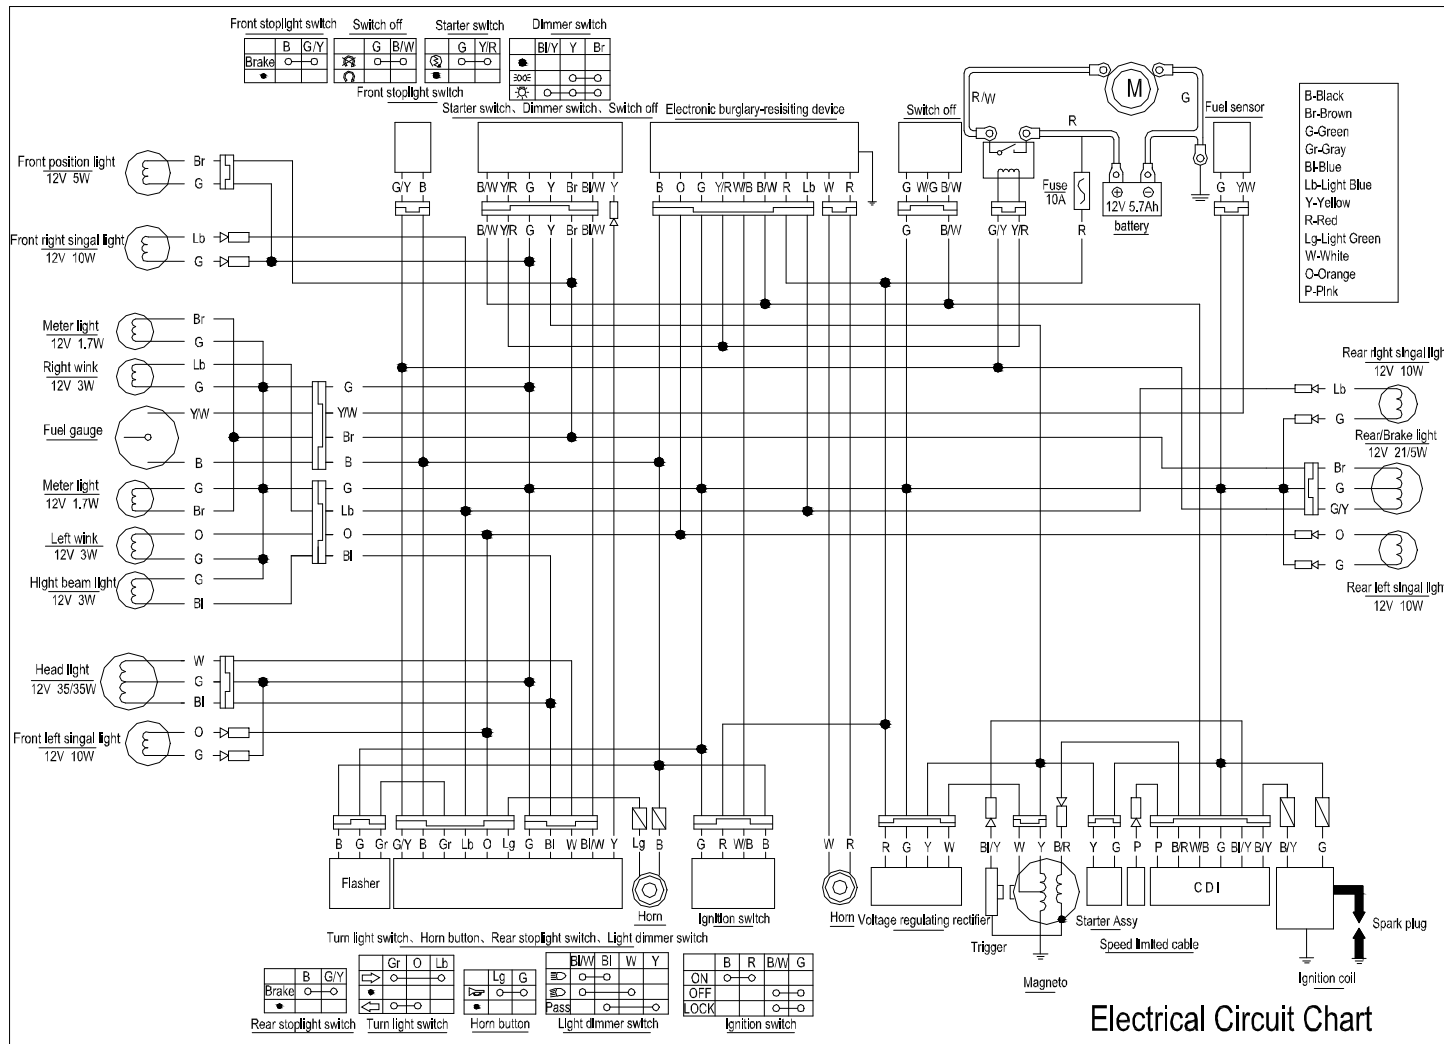 Front stoplight switch
Switch off
Starter switch
Dimmer switch
B G/Y
Brake
G B/W
G Y/R
Bl/Y Y Br
Front stoplight switch
Starter switch、Dimmer switch、Switch off
Electronic burglary-resisiting device
Switch off
Fuel sensor
M
R/W
R
G
Fuse
10A
12V 5.7Ah
battery
B-Black
Br-Brown
G-Green
Gr-Gray
Bl-Blue
Lb-Light Blue
Y-Yellow
R-Red
Lg-Light Green
W-White
O-Orange
P-Pink
G/Y B
B/W Y/R G Y Br Bl/W Y
B O G Y/R W/B B/W R Lb W R
G W/G B/W
G Y/W
B/W Y/R G Y Br Bl/W
G B/W
G/Y Y/R
R
Front position light
12V 5W
Br
G
Front right singal light
12V 10W
Lb
G
Meter light
12V 1.7W
Br
G
Right wink
12V 3W
Lb
G
Fuel gauge
Y/W
B
Meter light
12V 1.7W
G
Br
Left wink
12V 3W
O
G
Hight beam light
12V 3W
G
Bl
G
Y/W
Br
B
G
Lb
O
Bl
Head light
12V 35/35W
W
G
Bl
Front left singal light
12V 10W
O
G
Rear right singal light
12V 10W
Lb
G
Rear/Brake light
12V 21/5W
Br
G
G/Y
O
G
Rear left singal light
12V 10W
B G Gr G/Y B Gr Lb O Lg G Bl W Bl/W Y Lg B
G R W/B B
W R
R G Y W
Bl/Y W Y B/R
Y G P
P B/R W/B G Bl/Y B/Y B/Y G
Flasher
Horn
Ignition switch
Horn
Voltage regulating rectifier
Trigger
Magneto
Starter Assy
CDI
Speed limited cable
Ignition coil
Spark plug
Turn light switch、Horn button、Rear stoplight switch、Light dimmer switch
B G/Y
Brake
Rear stoplight switch
Gr O Lb
Turn light switch
Lg G
Horn button
Bl/W Bl W Y
Pass
Light dimmer switch
B R B/W G
ON
OFF
LOCK
Ignition switch
Electrical Circuit Chart